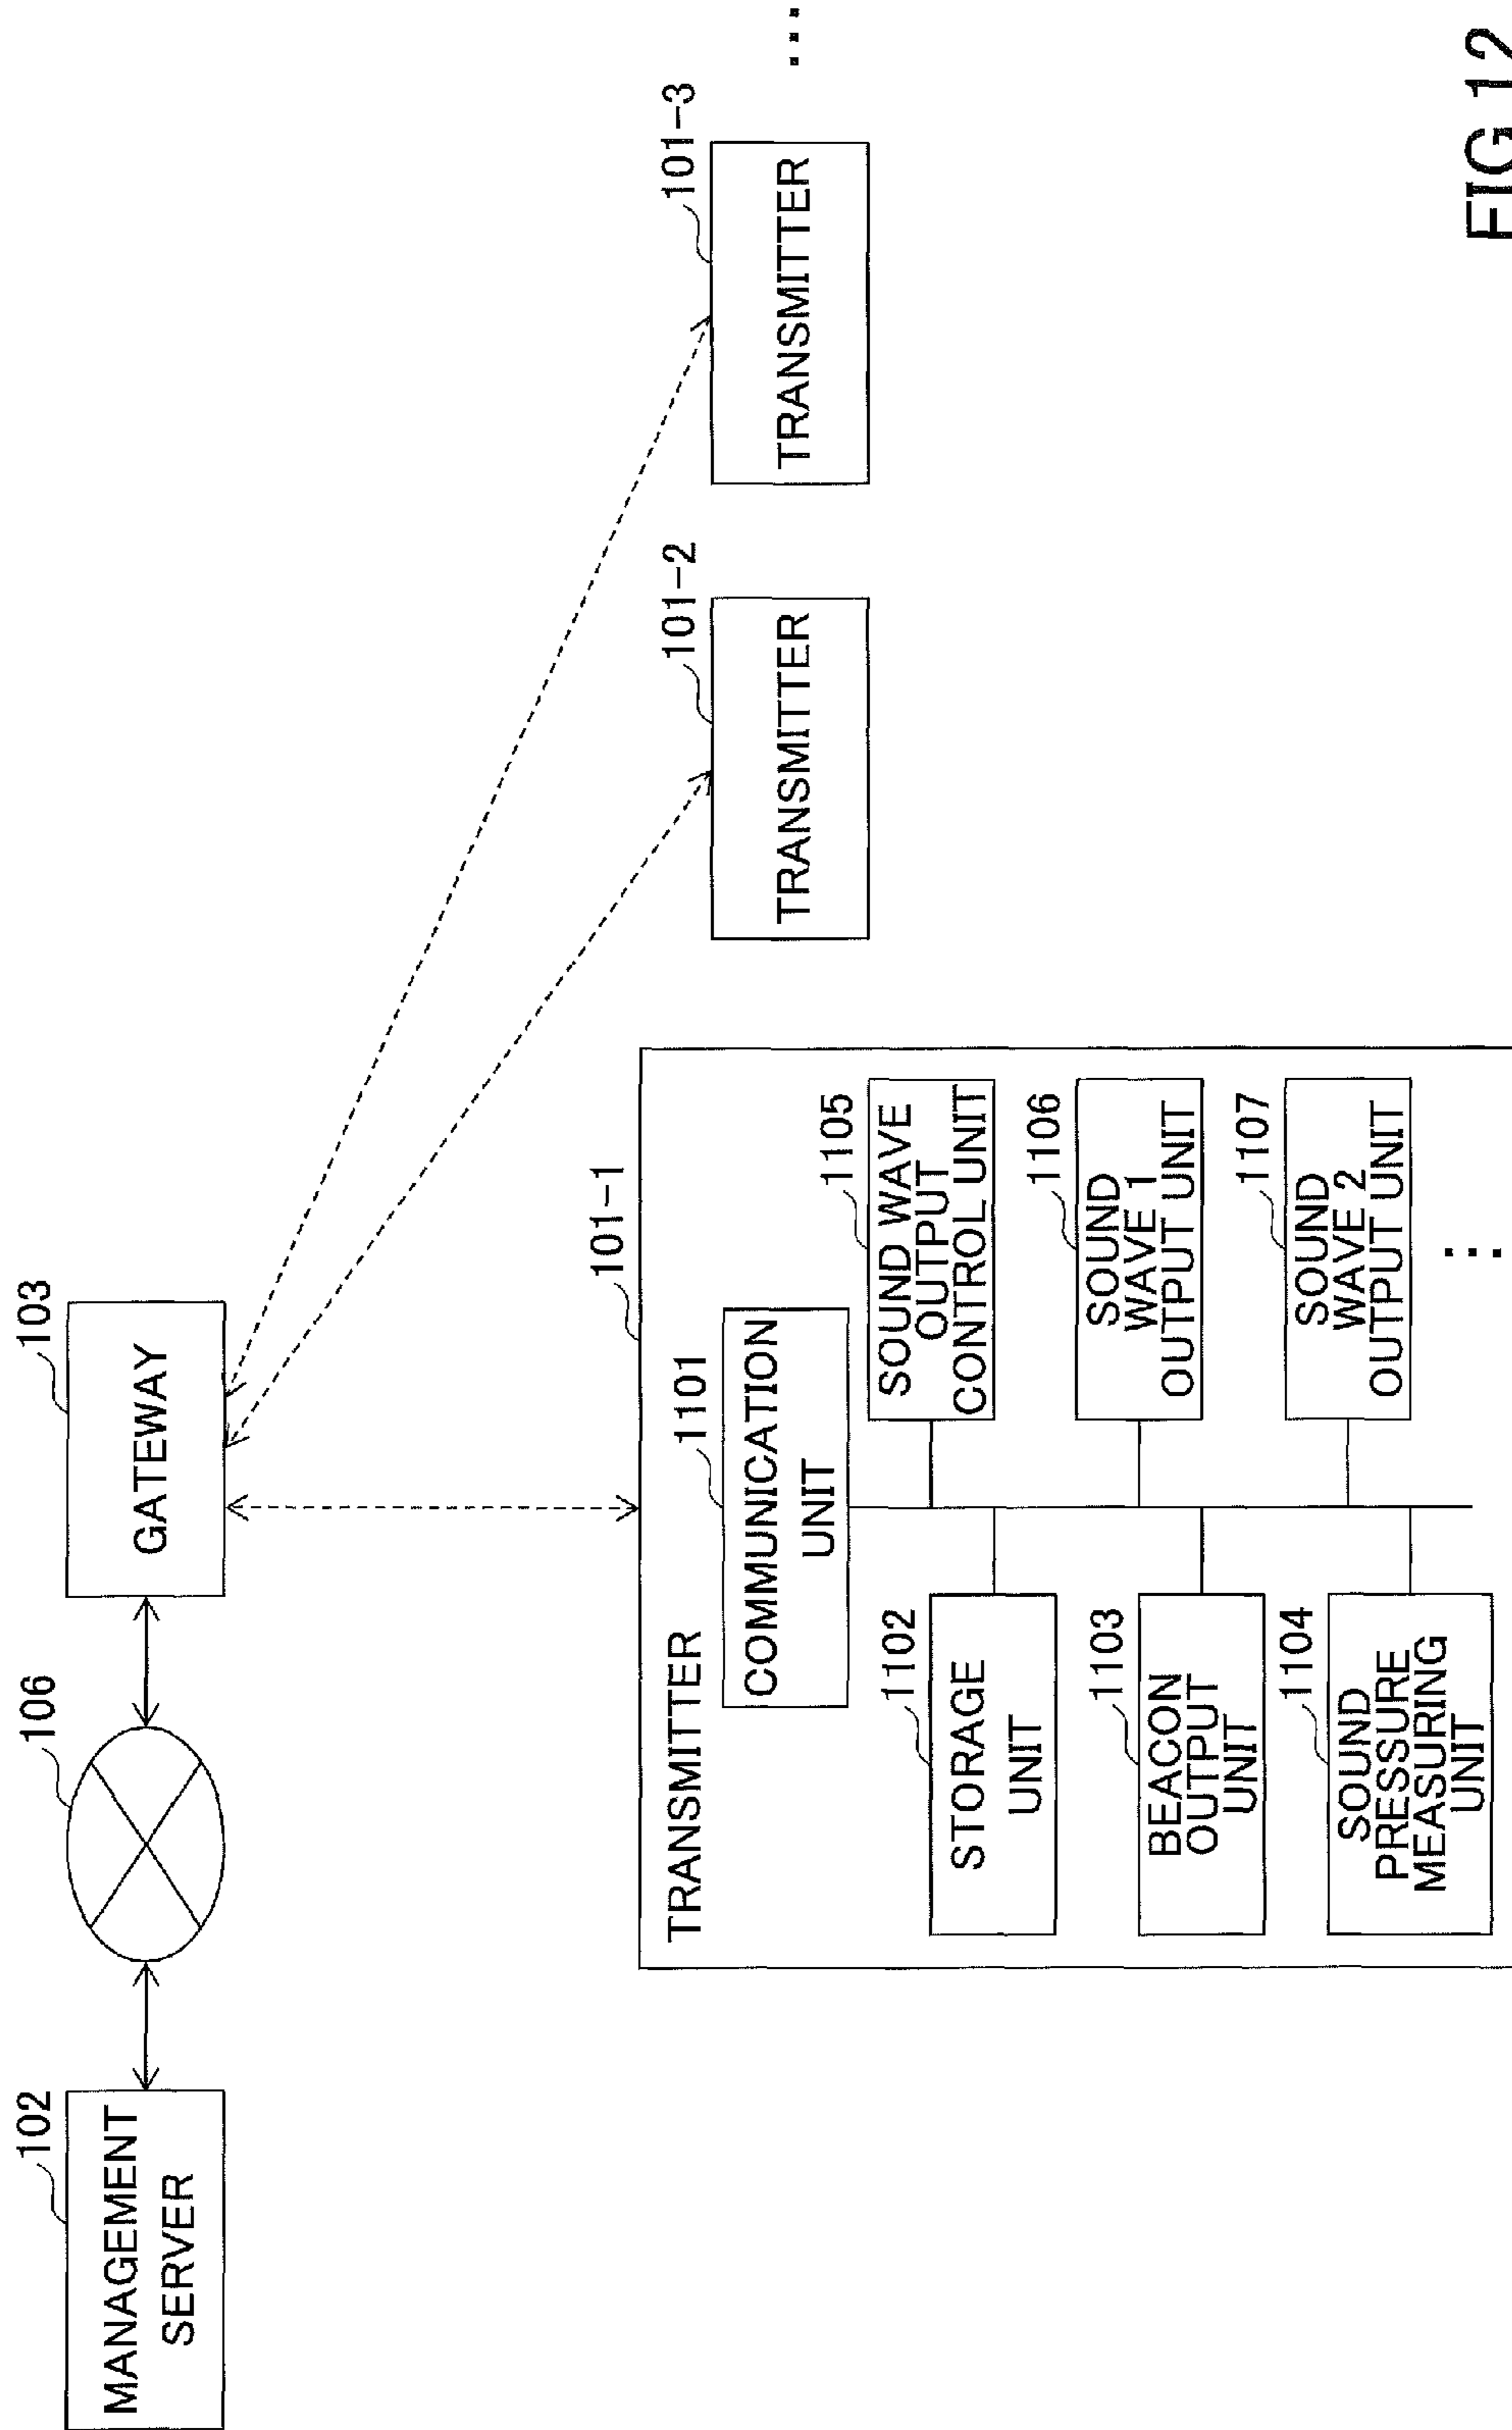 102
MANAGEMENT
SERVER
106
103
GATEWAY
101-1
TRANSMITTER
1101
COMMUNICATION
UNIT
1102
STORAGE
UNIT
1103
BEACON
OUTPUT
UNIT
1104
SOUND
PRESSURE
MEASURING
UNIT
1105
SOUND WAVE
OUTPUT
CONTROL UNIT
1106
SOUND
WAVE 1
OUTPUT UNIT
1107
SOUND
WAVE 2
OUTPUT UNIT
101-2
TRANSMITTER
101-3
TRANSMITTER
...
FIG.12